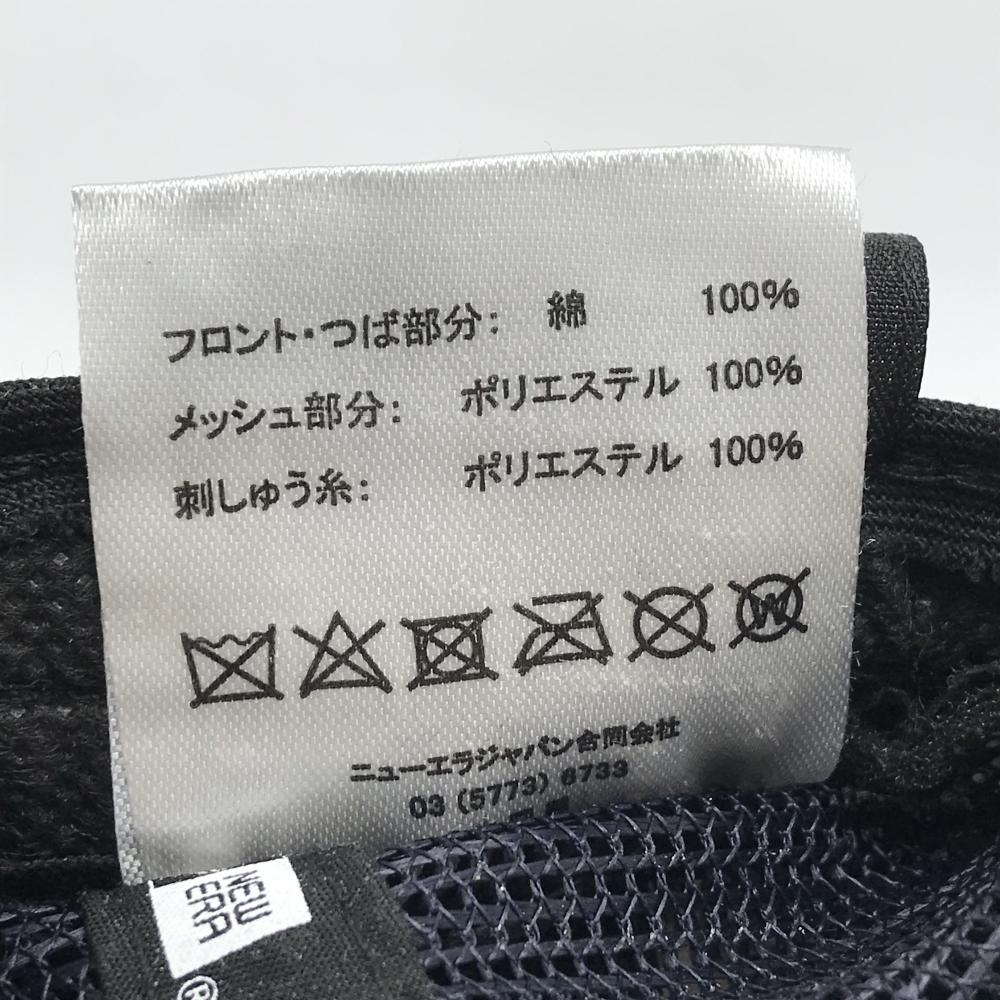 フロント・つば部分: 綿 100%
メッシュ部分: ポリエステル 100%
刺しゅう糸: ポリエステル 100%
W
ニューエラジャパン合同会社
03 (5773) 6733
NEW
ERA
®